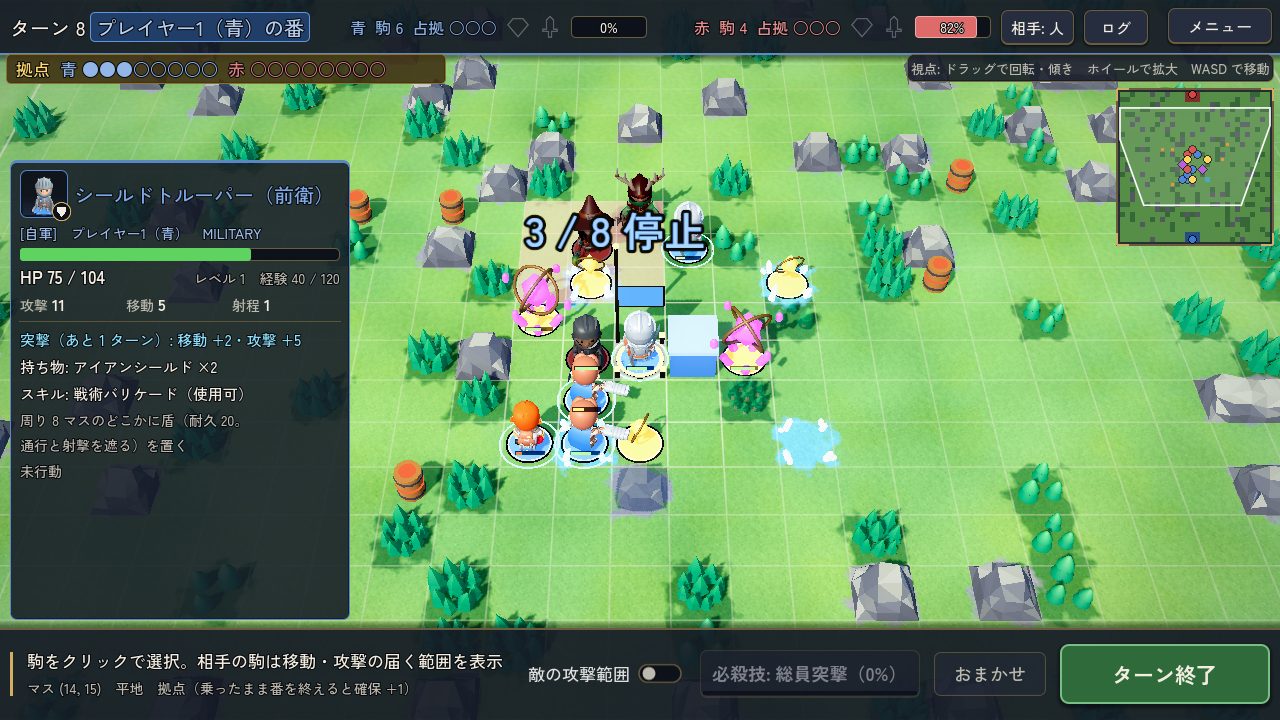 ターン 8 プレイヤー1（青）の番 青 駒 6 占拠 〇〇〇 0% 赤 駒 4 占拠 〇〇〇 82% 相手: 人 ログ メニュー
拠点 青 赤
視点: ドラッグで回転・傾き ホイールで拡大 WASD で移動
シールドトルーパー（前衛）
[自軍] プレイヤー1（青） MILITARY
HP 75 / 104 レベル 1 経験 40 / 120
攻撃 11 移動 5 射程 1
突撃（あと 1 ターン）: 移動 +2・攻撃 +5
持ち物: アイアンシールド ×2
スキル: 戦術バリケード（使用可）
周り 8 マスのどこかに盾（耐久 20。
通行と射撃を遮る）を置く
未行動
3 / 8 停止
駒をクリックで選択。相手の駒は移動・攻撃の届く範囲を表示
マス (14, 15) 平地 拠点（乗ったまま番を終えると確保 +1）
敵の攻撃範囲
必殺技: 総員突撃（0%）
おまかせ
ターン終了